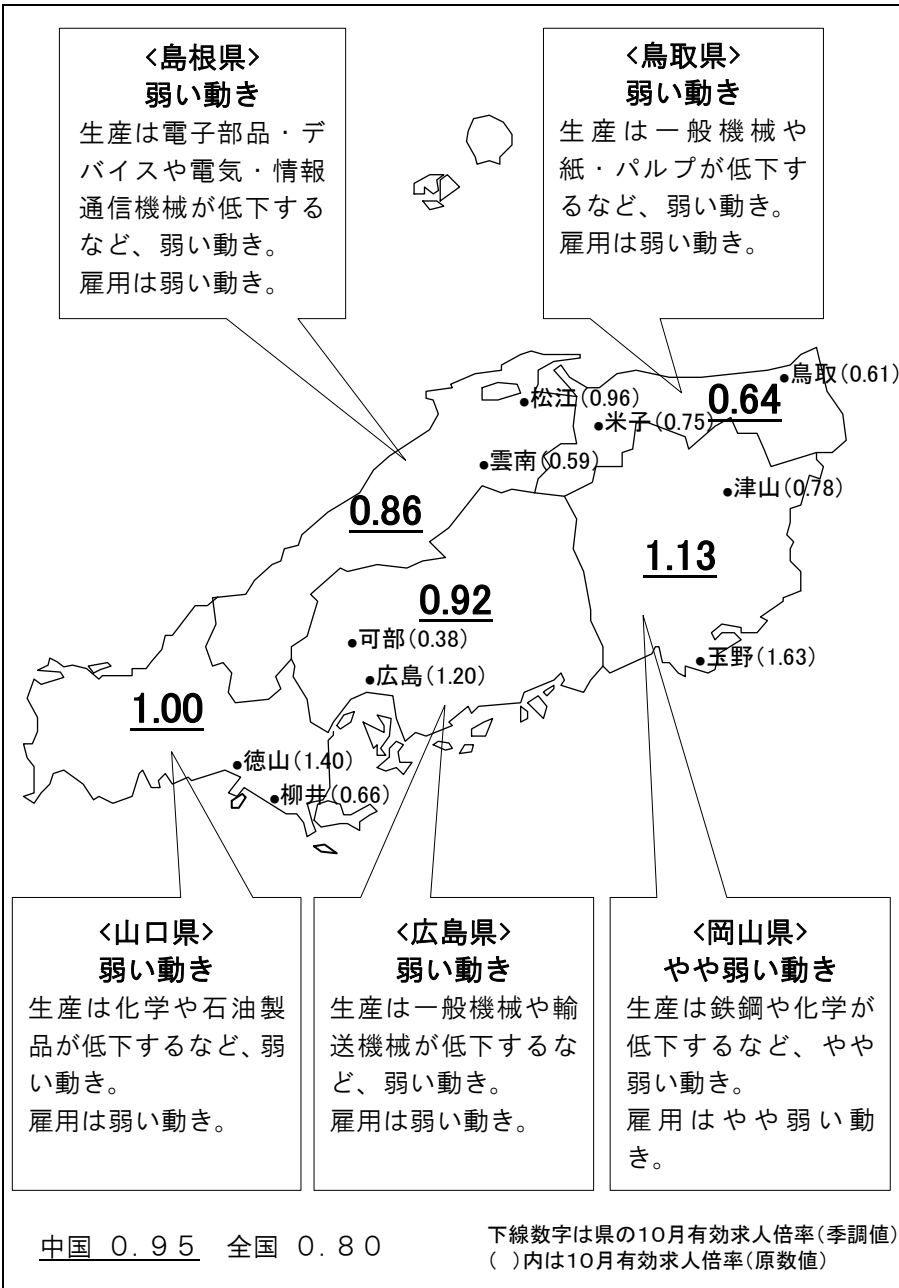 <島根県>
弱い動き
生産は電子部品・デ
バイスや電気・情報
通信機械が低下する
など、弱い動き。
雇用は弱い動き。
<鳥取県>
弱い動き
生産は一般機械や
紙・パルプが低下す
るなど、弱い動き。
雇用は弱い動き。
鳥取(0.61)
0.64
松江(0.96)
米子(0.75)
雲南(0.59)
津山(0.78)
0.86
1.13
0.92
可部(0.38)
玉野(1.63)
広島(1.20)
1.00
徳山(1.40)
柳井(0.66)
<山口県>
弱い動き
生産は化学や石油製
品が低下するなど、弱
い動き。
雇用は弱い動き。
<広島県>
弱い動き
生産は一般機械や輸
送機械が低下するな
ど、弱い動き。
雇用は弱い動き。
<岡山県>
やや弱い動き
生産は鉄鋼や化学が
低下するなど、やや
弱い動き。
雇用はやや弱い動
き。
中国 ０．９５ 全国 ０．８０
下線数字は県の10月有効求人倍率(季調値)
( )内は10月有効求人倍率(原数値)